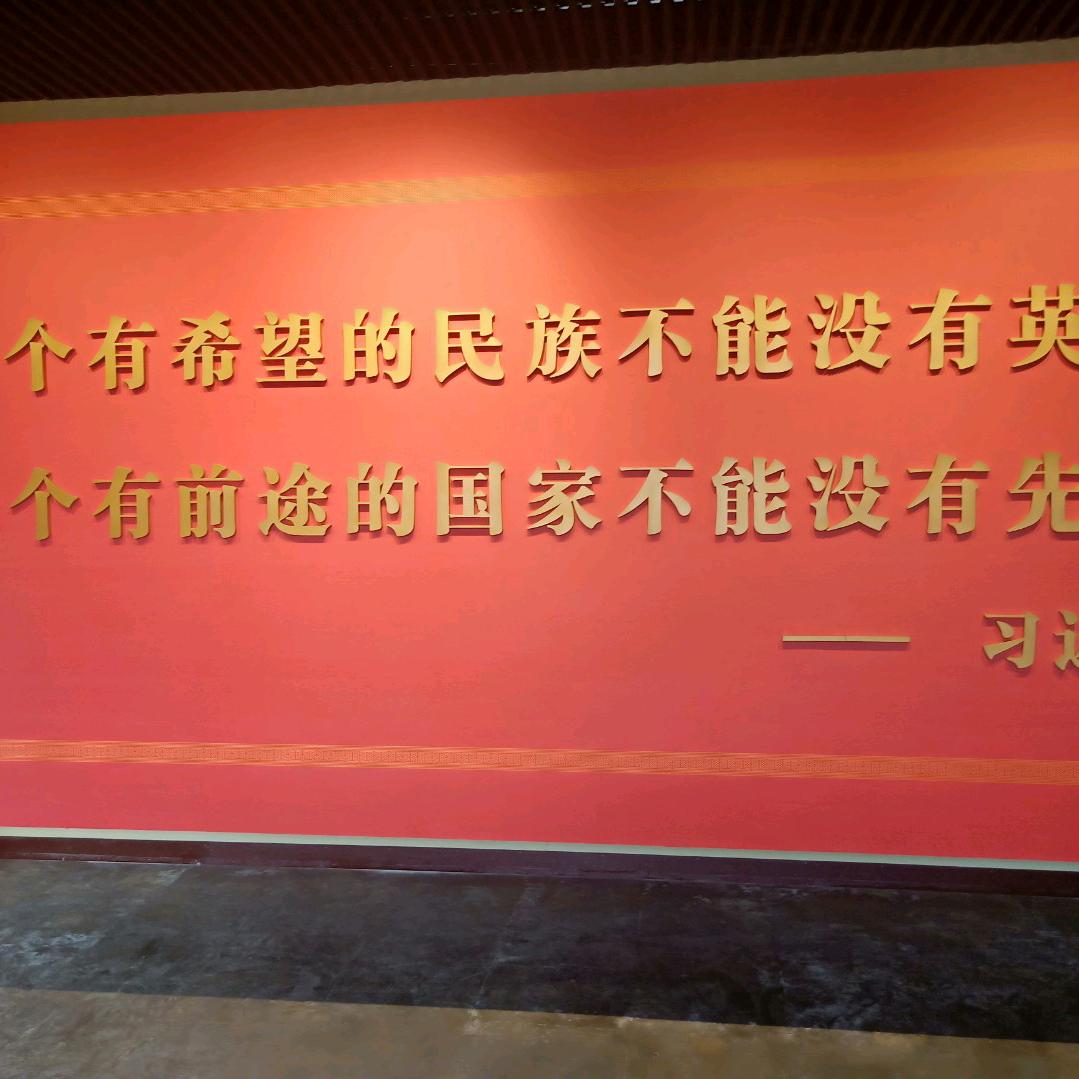 个有希望的民族不能没有英
个有前途的国家不能没有先
—— 习近